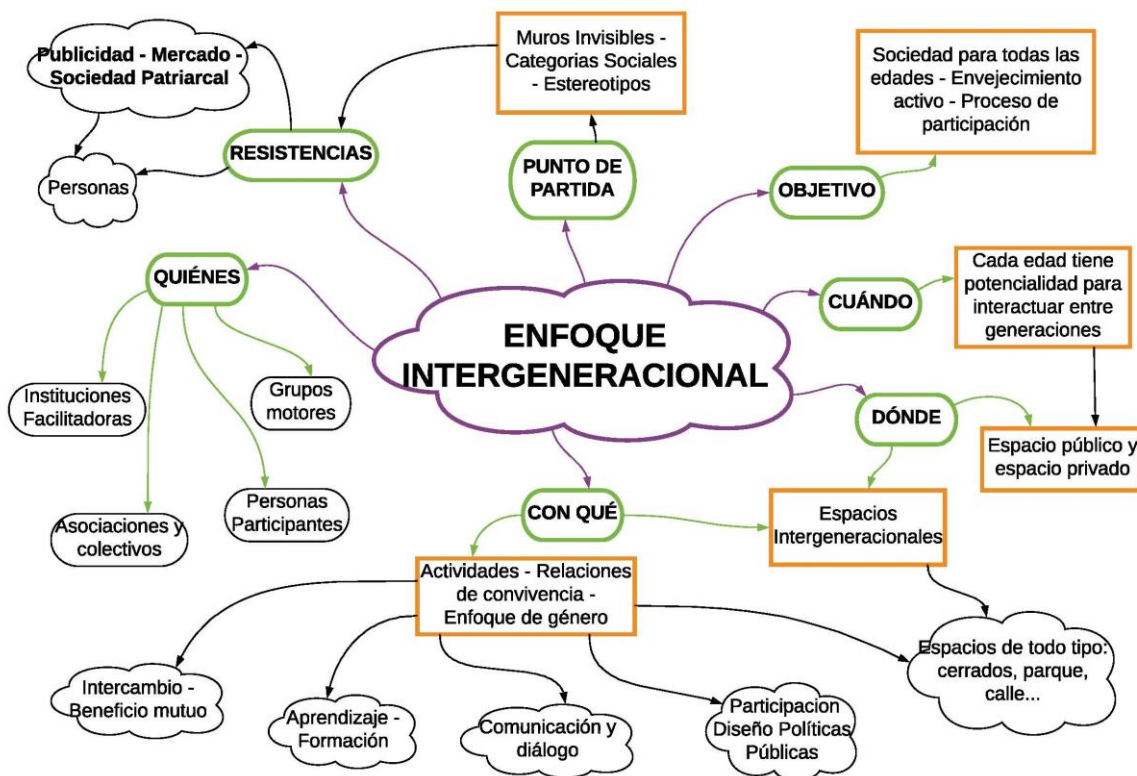 Publicidad - Mercado -
Sociedad Patriarcal
Muros Invisibles -
Categorias Sociales
- Estereotipos
Sociedad para todas las
edades - Envejecimiento
activo - Proceso de
participación
RESISTENCIAS
PUNTO DE
PARTIDA
OBJETIVO
Personas
QUIÉNES
CUÁNDO
Cada edad tiene
potencialidad para
interactuar entre
generaciones
ENFOQUE
INTERGENERACIONAL
Instituciones
Facilitadoras
Grupos
motores
DÓNDE
Espacio público y
espacio privado
Asociaciones y
colectivos
Personas
Participantes
CON QUÉ
Espacios
Intergeneracionales
Actividades - Relaciones
de convivencia -
Enfoque de género
Espacios de todo tipo:
cerrados, parque,
calle...
Intercambio -
Beneficio mutuo
Aprendizaje -
Formación
Comunicación y
diálogo
Participacion
Diseño Políticas
Públicas